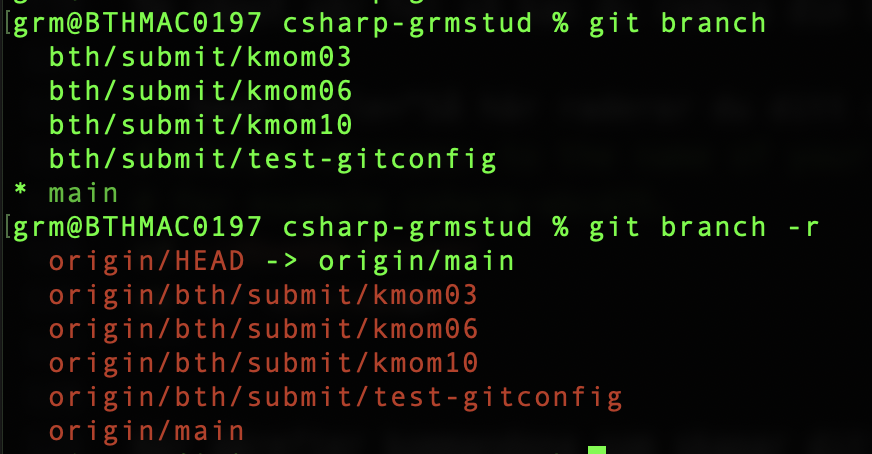 [grm@BTHMAC0197 csharp-grmstud % git branch
bth/submit/kmom03
bth/submit/kmom06
bth/submit/kmom10
bth/submit/test-gitconfig
* main
[grm@BTHMAC0197 csharp-grmstud % git branch -r
origin/HEAD -> origin/main
origin/bth/submit/kmom03
origin/bth/submit/kmom06
origin/bth/submit/kmom10
origin/bth/submit/test-gitconfig
origin/main